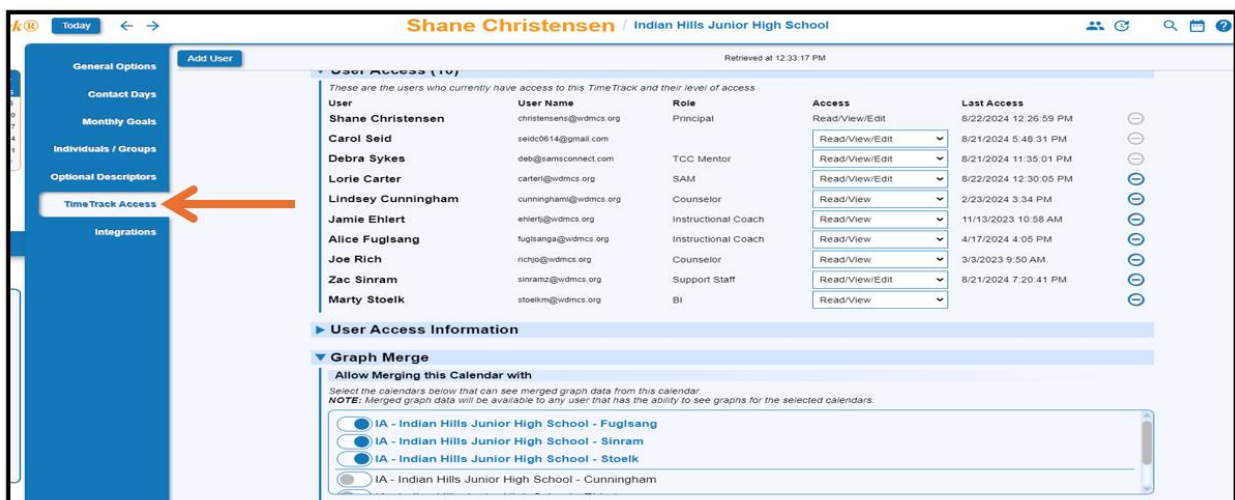 k® Today Shane Christensen / Indian Hills Junior High School
Add User Retrieved at 12:33:17 PM
General Options
Contact Days
Monthly Goals
Individuals / Groups
Optional Descriptors
TimeTrack Access
Integrations
User Access (10)
These are the users who currently have access to this TimeTrack and their level of access
User User Name Role Access Last Access
Shane Christensen christensens@wdmcs.org Principal Read/View/Edit 8/22/2024 12:26:59 PM
Carol Seid seidc0614@gmail.com Read/View/Edit 8/21/2024 5:48:31 PM
Debra Sykes deb@samsconnect.com TCC Mentor Read/View/Edit 8/21/2024 11:35:01 PM
Lorie Carter carterl@wdmcs.org SAM Read/View/Edit 8/22/2024 12:30:05 PM
Lindsey Cunningham cunninghaml@wdmcs.org Counselor Read/View 2/23/2024 3:34 PM
Jamie Ehlert ehlertj@wdmcs.org Instructional Coach Read/View 11/13/2023 10:58 AM
Alice Fuglsang fuglsanga@wdmcs.org Instructional Coach Read/View 4/17/2024 4:05 PM
Joe Rich richjo@wdmcs.org Counselor Read/View 3/3/2023 9:50 AM
Zac Sinram sinramz@wdmcs.org Support Staff Read/View/Edit 8/21/2024 7:20:41 PM
Marty Stoelk stoelkm@wdmcs.org BI Read/View
User Access Information
Graph Merge
Allow Merging this Calendar with
Select the calendars below that can see merged graph data from this calendar.
NOTE: Merged graph data will be available to any user that has the ability to see graphs for the selected calendars.
IA - Indian Hills Junior High School - Fuglsang
IA - Indian Hills Junior High School - Sinram
IA - Indian Hills Junior High School - Stoelk
IA - Indian Hills Junior High School - Cunningham